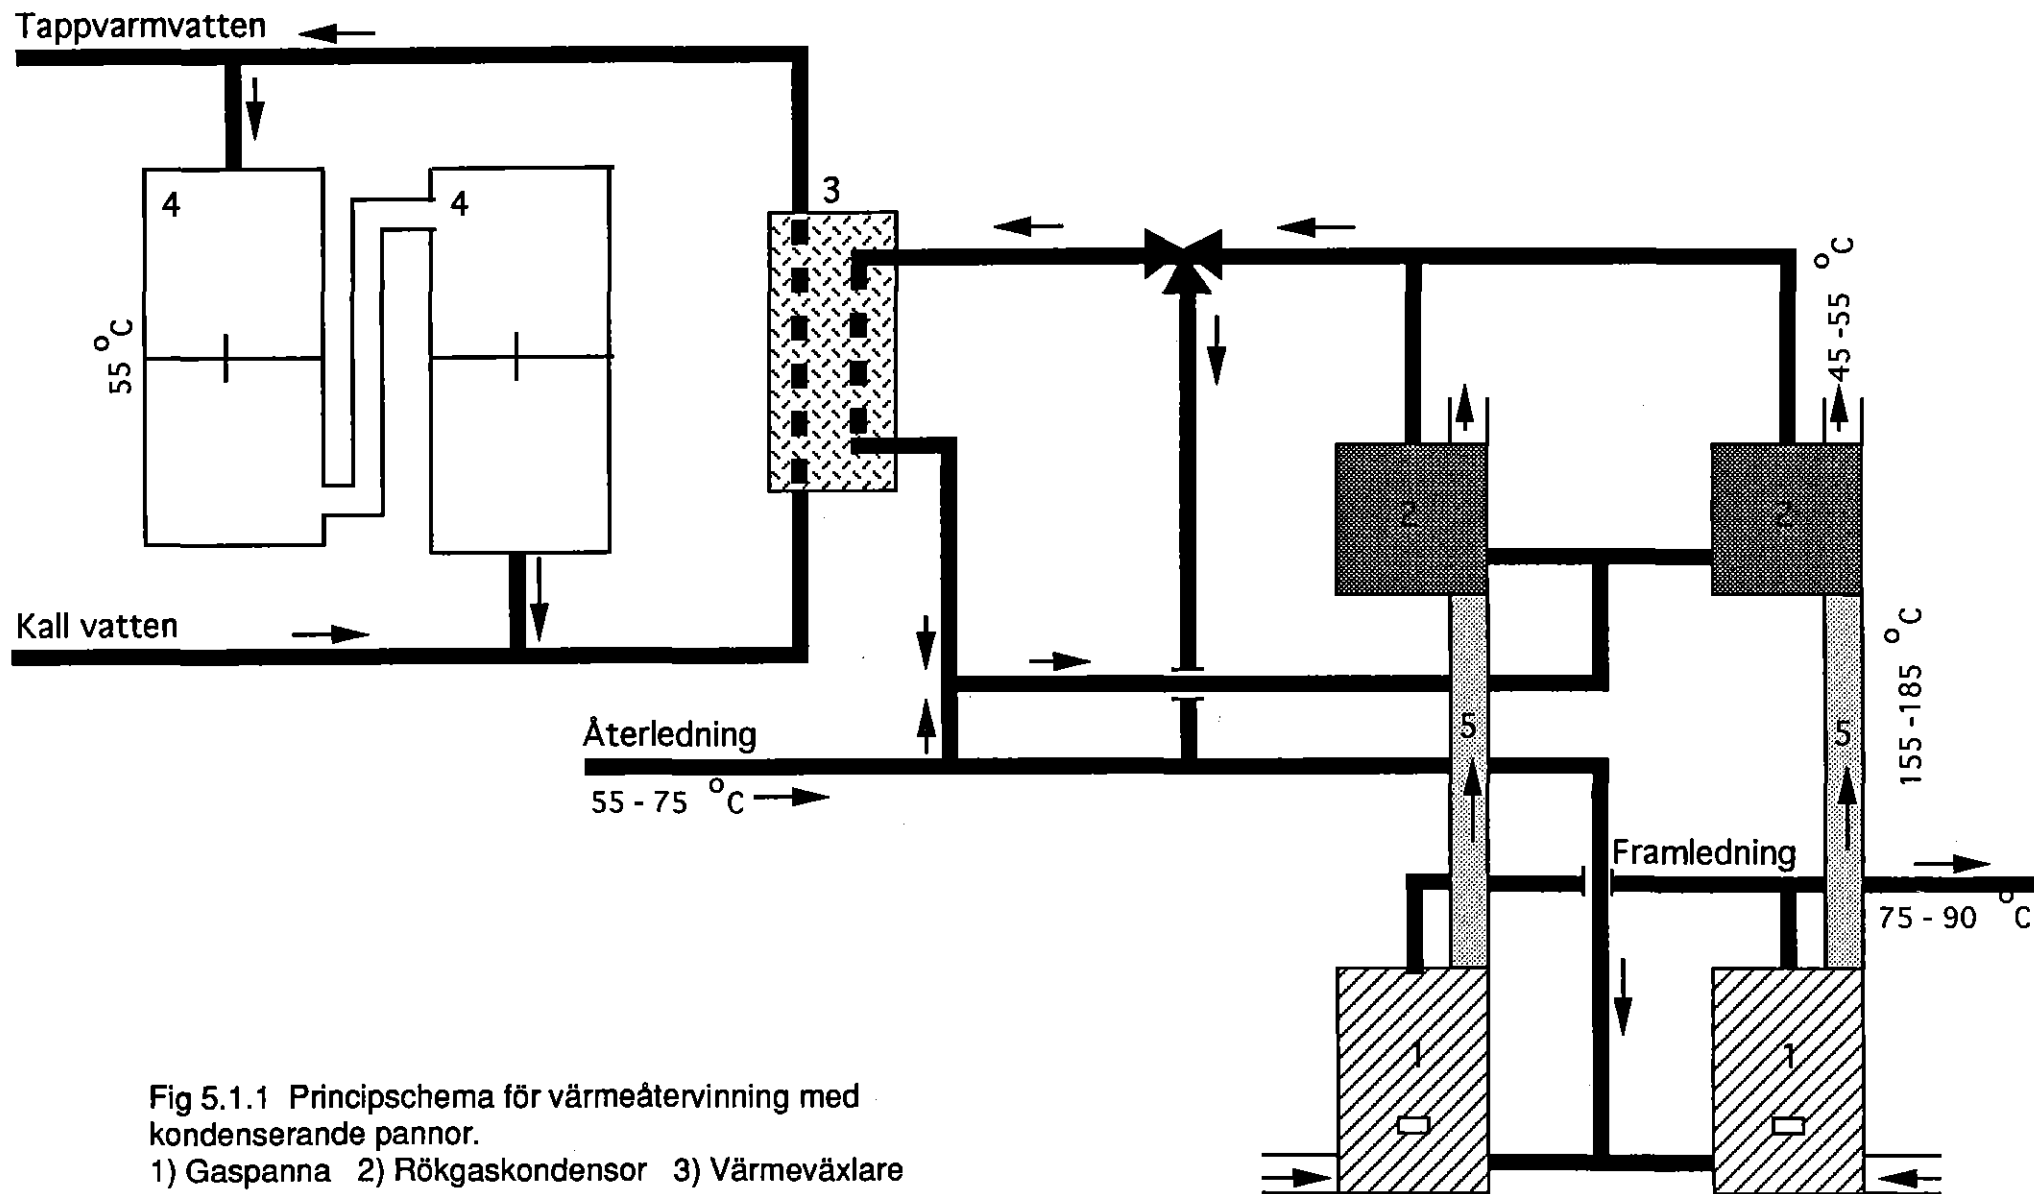 Tappvarmvatten
4
4
3
55 °C
45 -55 °C
2
2
Kall vatten
155 -185 °C
Återledning
5
5
55 - 75 °C
Framledning
75 - 90 °C
1
1
Fig 5.1.1 Principschema för värmeåtervinning med
kondenserande pannor.
1) Gaspanna 2) Rökgaskondensor 3) Värmeväxlare